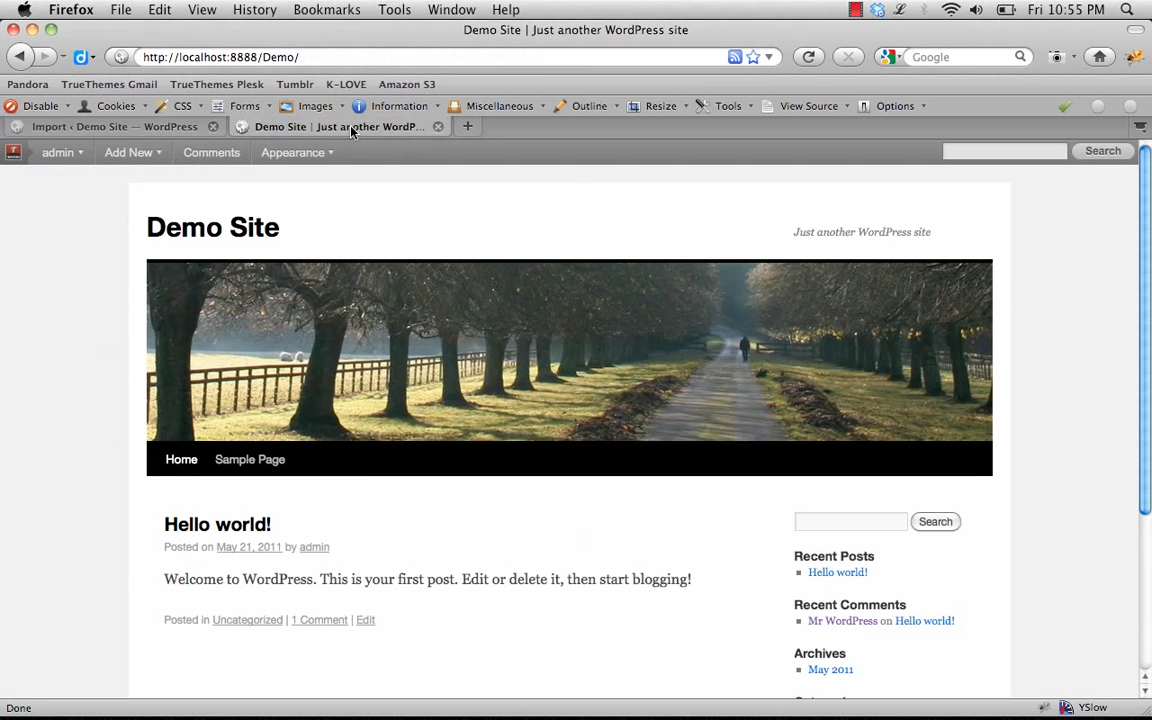 Firefox File Edit View History Bookmarks Tools Window Help Fri 10:55 PM
Demo Site | Just another WordPress site
http://localhost:8888/Demo/ Google
Pandora TrueThemes Gmail TrueThemes Plesk Tumblr K-LOVE Amazon S3
Disable Cookies CSS Forms Images Information Miscellaneous Outline Resize Tools View Source Options
Import ‹ Demo Site — WordPress Demo Site | Just another WordP...
admin Add New Comments Appearance Search
Demo Site
Just another WordPress site
Home Sample Page
Hello world!
Posted on May 21, 2011 by admin
Welcome to WordPress. This is your first post. Edit or delete it, then start blogging!
Posted in Uncategorized | 1 Comment | Edit
Search
Recent Posts
Hello world!
Recent Comments
Mr WordPress on Hello world!
Archives
May 2011
Done YSlow